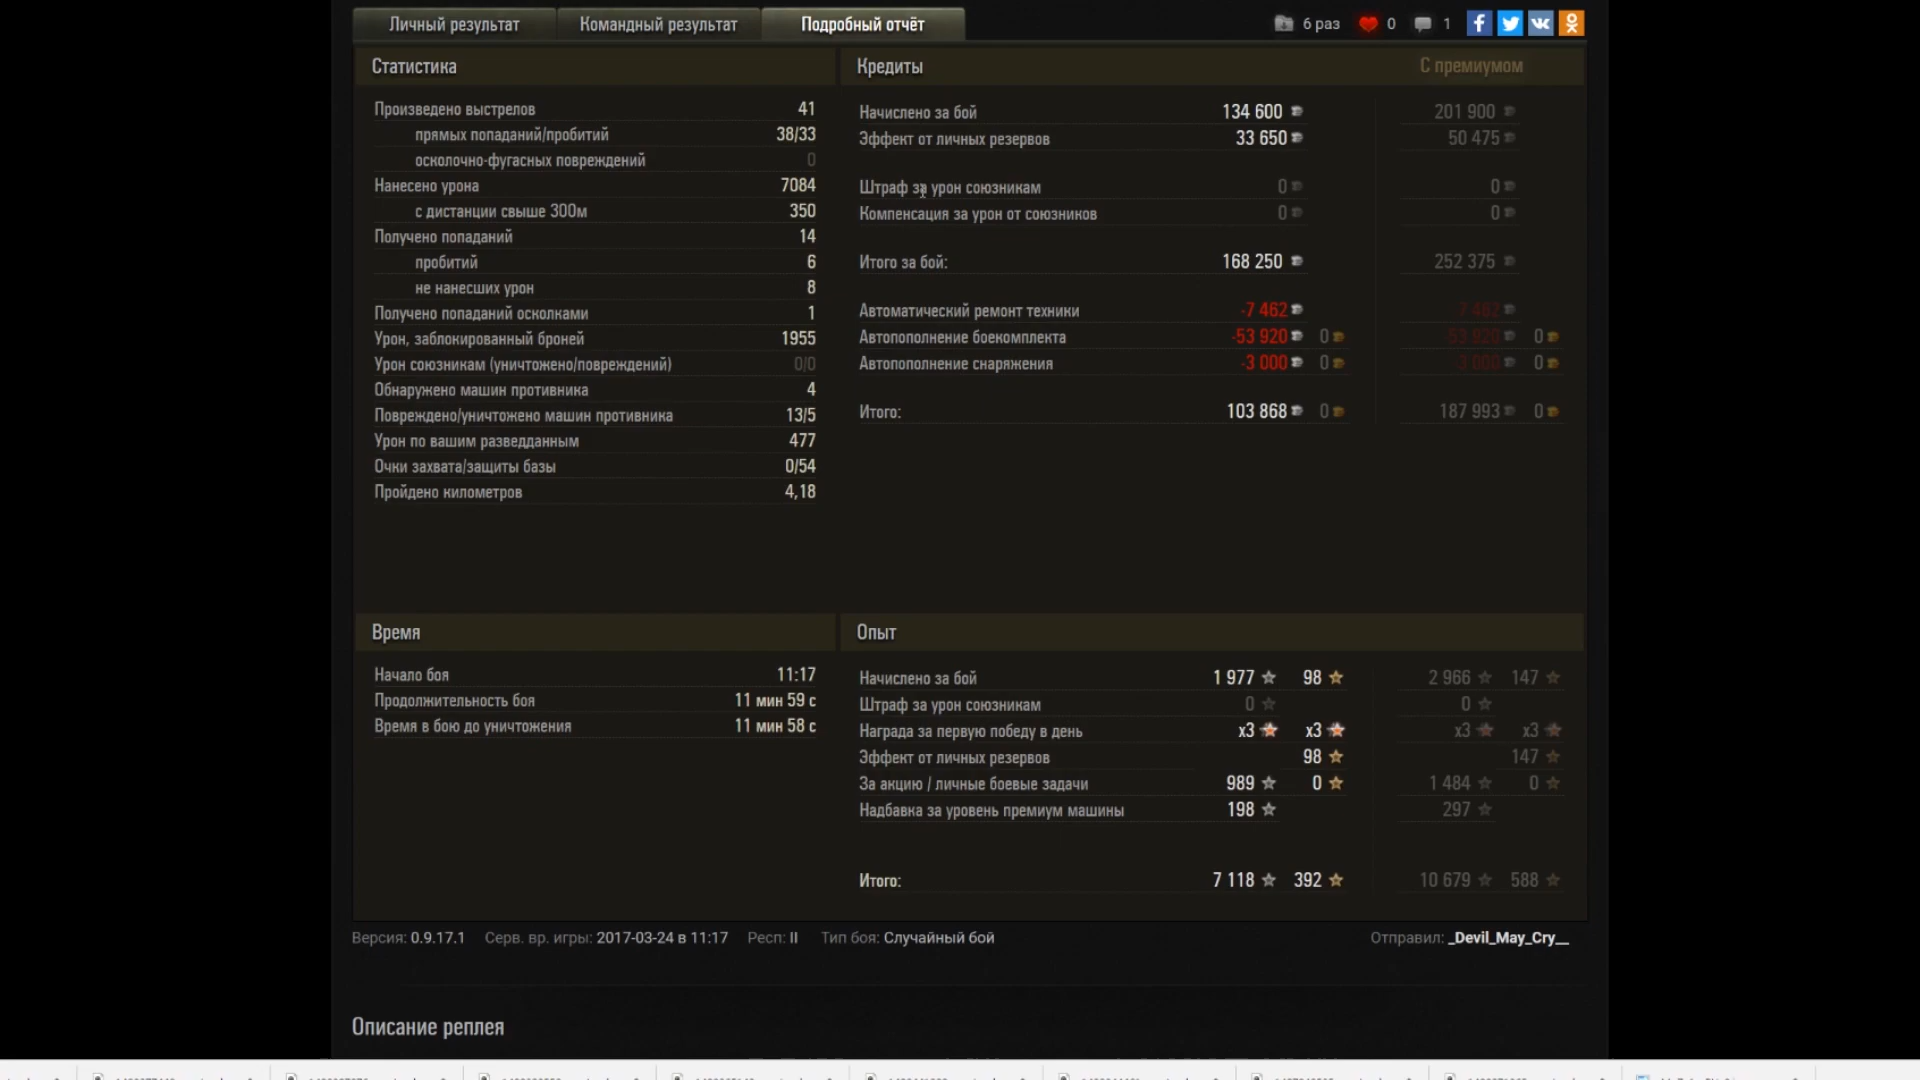 Личный результат Командный результат Подробный отчёт 6 раз 0 1
Статистика
Произведено выстрелов 41
прямых попаданий/пробитий 38/33
осколочно-фугасных повреждений 0
Нанесено урона 7084
с дистанции свыше 300м 350
Получено попаданий 14
пробитий 6
не нанесших урон 8
Получено попаданий осколками 1
Урон, заблокированный броней 1955
Урон союзникам (уничтожено/повреждений) 0/0
Обнаружено машин противника 4
Повреждено/уничтожено машин противника 13/5
Урон по вашим разведданным 477
Очки захвата/защиты базы 0/54
Пройдено километров 4,18
Кредиты С премиумом
Начислено за бой 134 600 201 900
Эффект от личных резервов 33 650 50 475
Штраф за урон союзникам 0 0
Компенсация за урон от союзников 0 0
Итого за бой: 168 250 252 375
Автоматический ремонт техники -7 462 -7 462
Автопополнение боекомплекта -53 920 0 -53 920 0
Автопополнение снаряжения -3 000 0 -3 000 0
Итого: 103 868 0 187 993 0
Время
Начало боя 11:17
Продолжительность боя 11 мин 59 с
Время в бою до уничтожения 11 мин 58 с
Опыт
Начислено за бой 1 977 98 2 966 147
Штраф за урон союзникам 0 0
Награда за первую победу в день x3 x3 x3 x3
Эффект от личных резервов 98 147
За акцию / личные боевые задачи 989 0 1 484 0
Надбавка за уровень премиум машины 198 297
Итого: 7 118 392 10 679 588
Версия: 0.9.17.1 Серв. вр. игры: 2017-03-24 в 11:17 Респ: II Тип боя: Случайный бой Отправил: _Devil_May_Cry__
Описание реплея